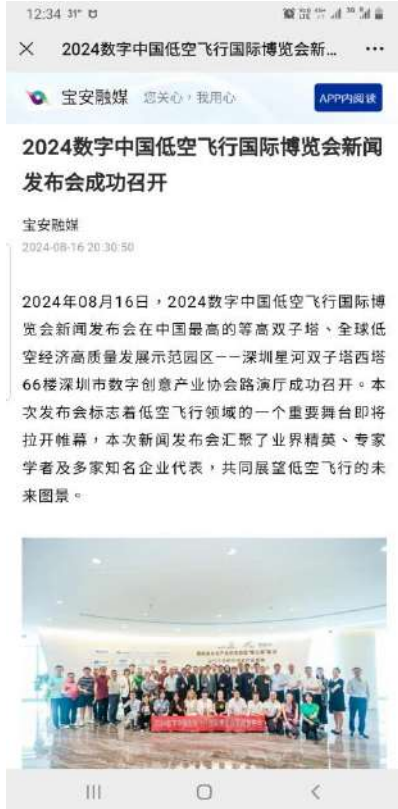 12:34 31°
2024数字中国低空飞行国际博览会新...
宝安融媒 您关心,我用心 APP内阅读
2024数字中国低空飞行国际博览会新闻
发布会成功召开
宝安融媒
2024-08-16 20:30:50
2024年08月16日,2024数字中国低空飞行国际博
览会新闻发布会在中国最高的等高双子塔、全球低
空经济高质量发展示范园区——深圳星河双子塔西塔
66楼深圳市数字创意产业协会路演厅成功召开。本
次发布会标志着低空飞行领域的一个重要舞台即将
拉开帷幕,本次新闻发布会汇聚了业界精英、专家
学者及多家知名企业代表,共同展望低空飞行的未
来图景。